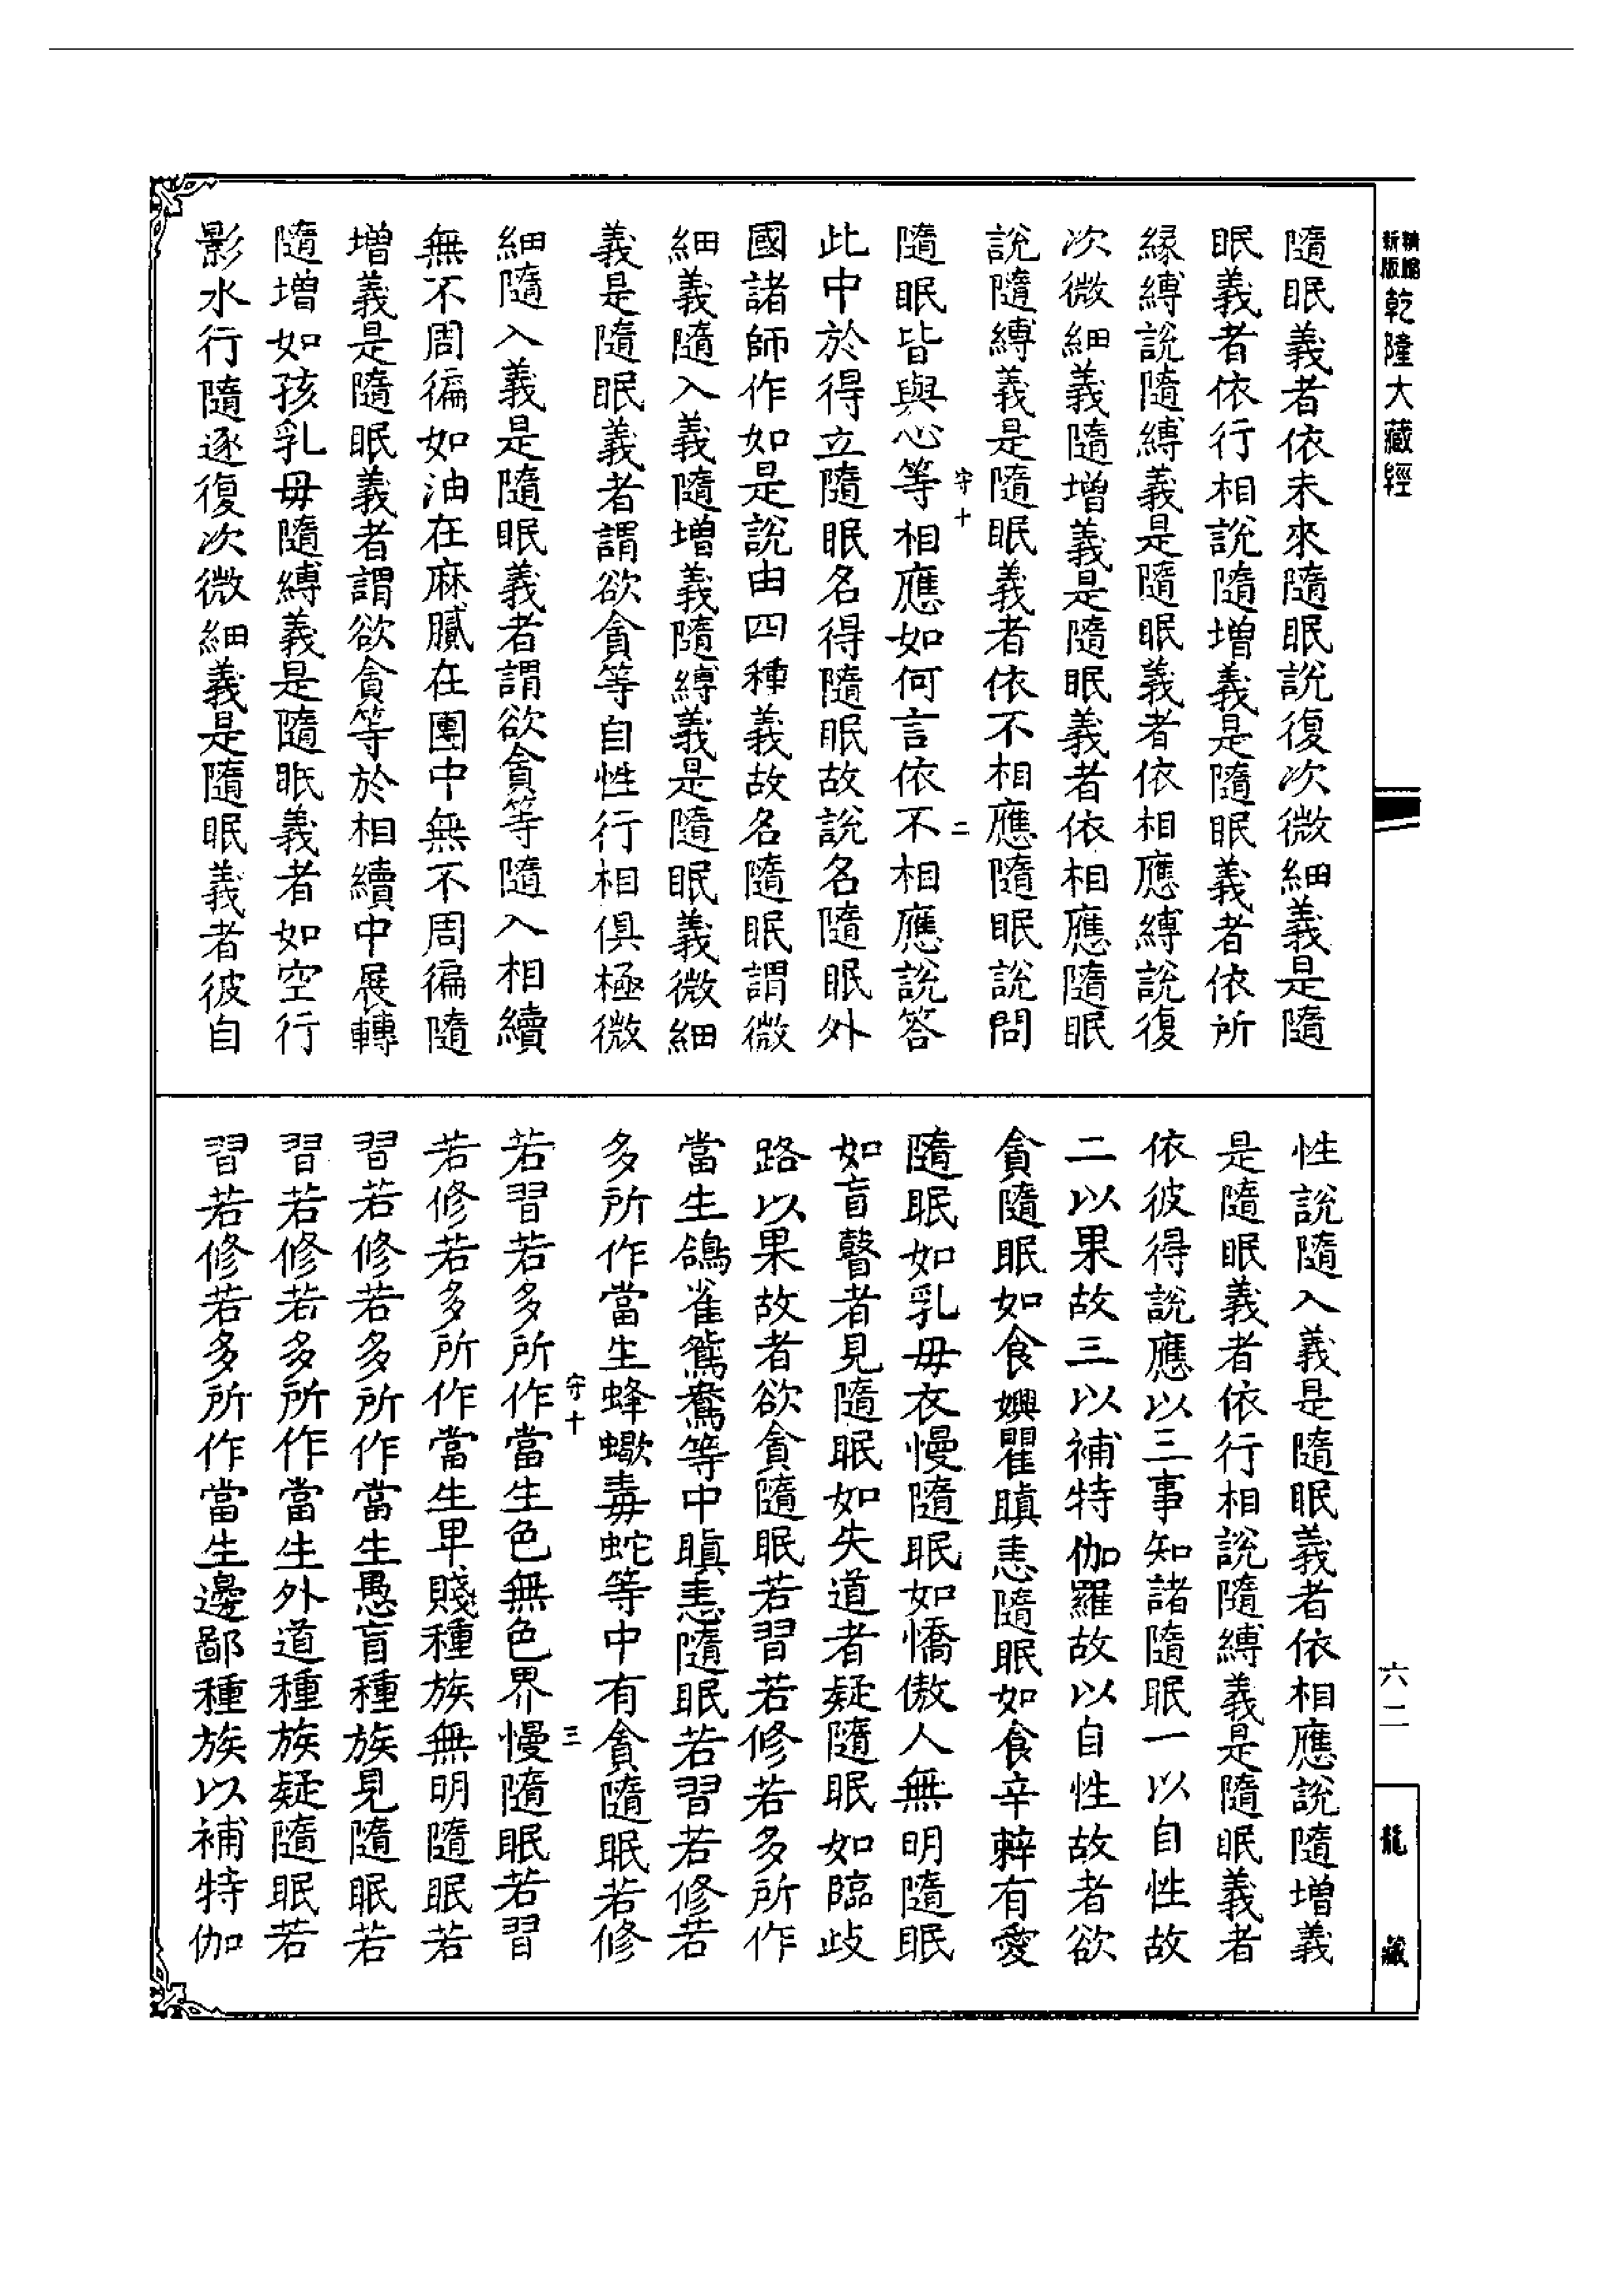 精縮新版乾隆大藏經
隨眠義者依未來隨眠說復次微細義是隨
眠義者依行相說隨增義是隨眠義者依所
緣縛說隨縛義是隨眠義者依相應縛說復
次微細義隨增義是隨眠義者依相應隨眠
說隨縛義是隨眠義者依不相應隨眠說問
守十 二
隨眠皆與心等相應如何言依不相應說答
此中於得立隨眠名得隨眠故說名隨眠外
國諸師作如是說由四種義故名隨眠謂微
細義隨入義隨增義隨縛義是隨眠義微細
義是隨眠義者謂欲貪等自性行相俱極微
細隨入義是隨眠義者謂欲貪等隨入相續
無不周徧如油在麻膩在團中無不周徧隨
增義是隨眠義者謂欲貪等於相續中展轉
隨增如孩乳母隨縛義是隨眠義者如空行
影水行隨逐復次微細義是隨眠義者彼自
性說隨入義是隨眠義者依相應說隨增義
是隨眠義者依行相說隨縛義是隨眠義者
依彼得說應以三事知諸隨眠一以自性故
二以果故三以補特伽羅故以自性故者欲
貪隨眠如食嬩瞿瞋恚隨眠如食辛辢有愛
隨眠如乳母衣慢隨眠如憍傲人無明隨眠
如盲瞽者見隨眠如失道者疑隨眠如臨歧
路以果故者欲貪隨眠若習若修若多所作
當生鴿雀鴛鴦等中瞋恚隨眠若習若修若
多所作當生蜂蠍毒蛇等中有貪隨眠若修
守十 三
若習若多所作當生色無色界慢隨眠若習
若修若多所作當生卑賤種族無明隨眠若
習若修若多所作當生愚盲種族見隨眠若
習若修若多所作當生外道種族疑隨眠若
習若修若多所作當生邊鄙種族以補特伽
六二
龍藏